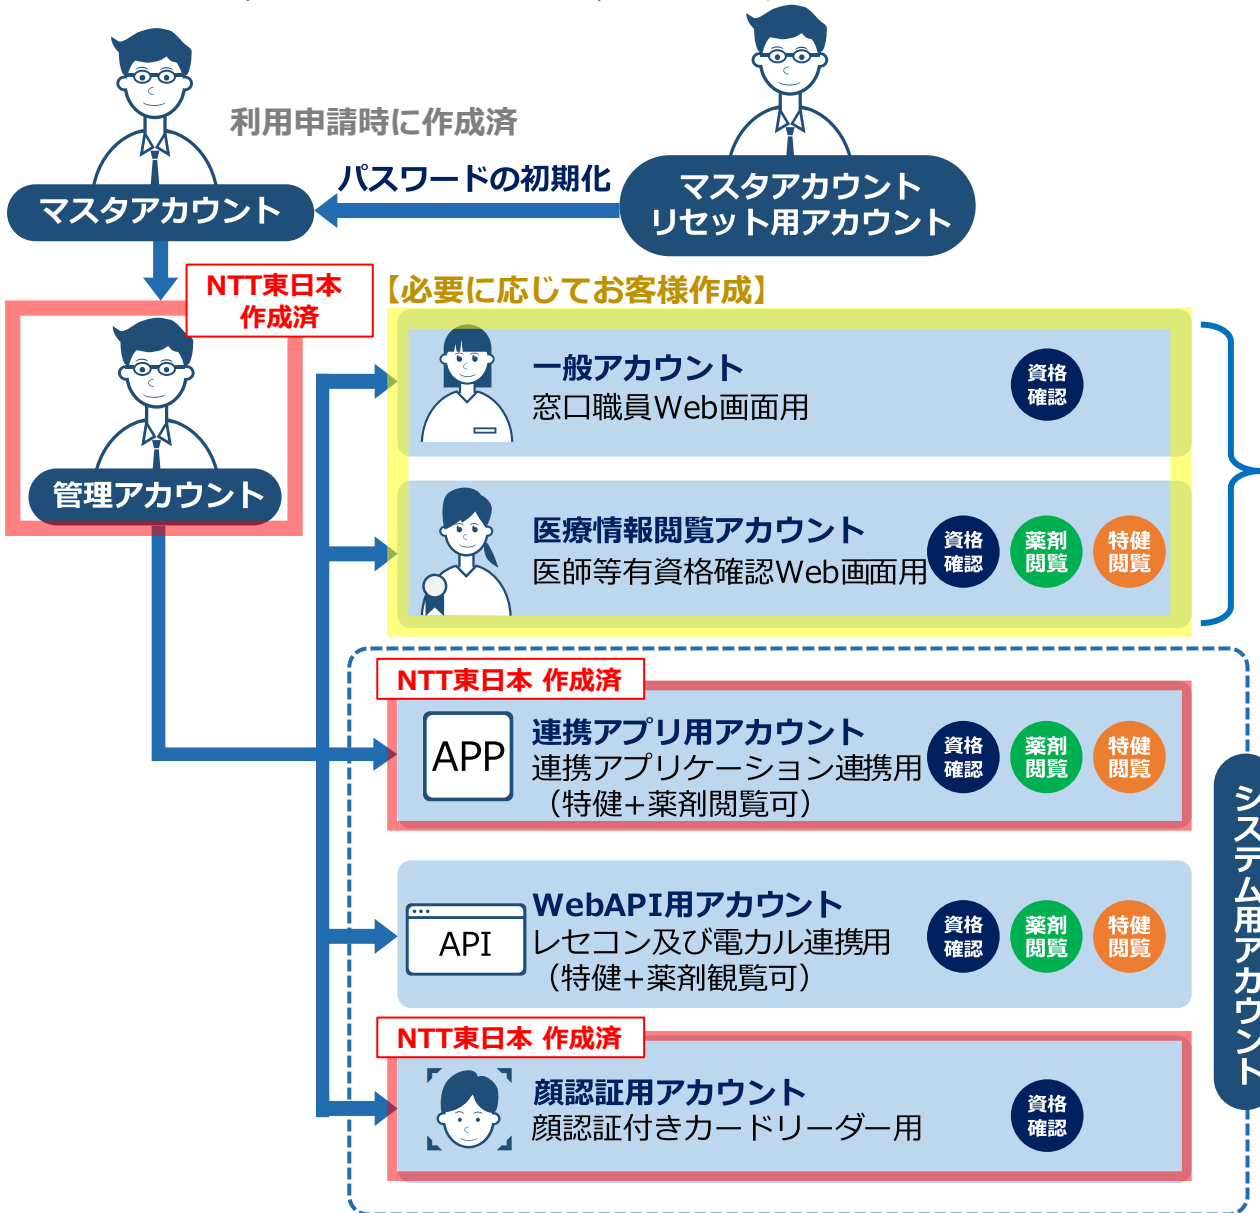 利用申請時に作成済
パスワードの初期化
マスタアカウント
マスタアカウント
リセット用アカウント
NTT東日本
作成済
管理アカウント
【必要に応じてお客様作成】
一般アカウント
窓口職員Web画面用
資格
確認
医療情報閲覧アカウント
医師等有資格確認Web画面用
資格
確認
薬剤
閲覧
特健
閲覧
NTT東日本 作成済
APP
連携アプリ用アカウント
連携アプリケーション連携用
（特健+薬剤閲覧可）
資格
確認
薬剤
閲覧
特健
閲覧
API
WebAPI用アカウント
レセコン及び電カル連携用
（特健+薬剤観覧可）
資格
確認
薬剤
閲覧
特健
閲覧
NTT東日本 作成済
顔認証用アカウント
顔認証付きカードリーダー用
資格
確認
システム用アカウント